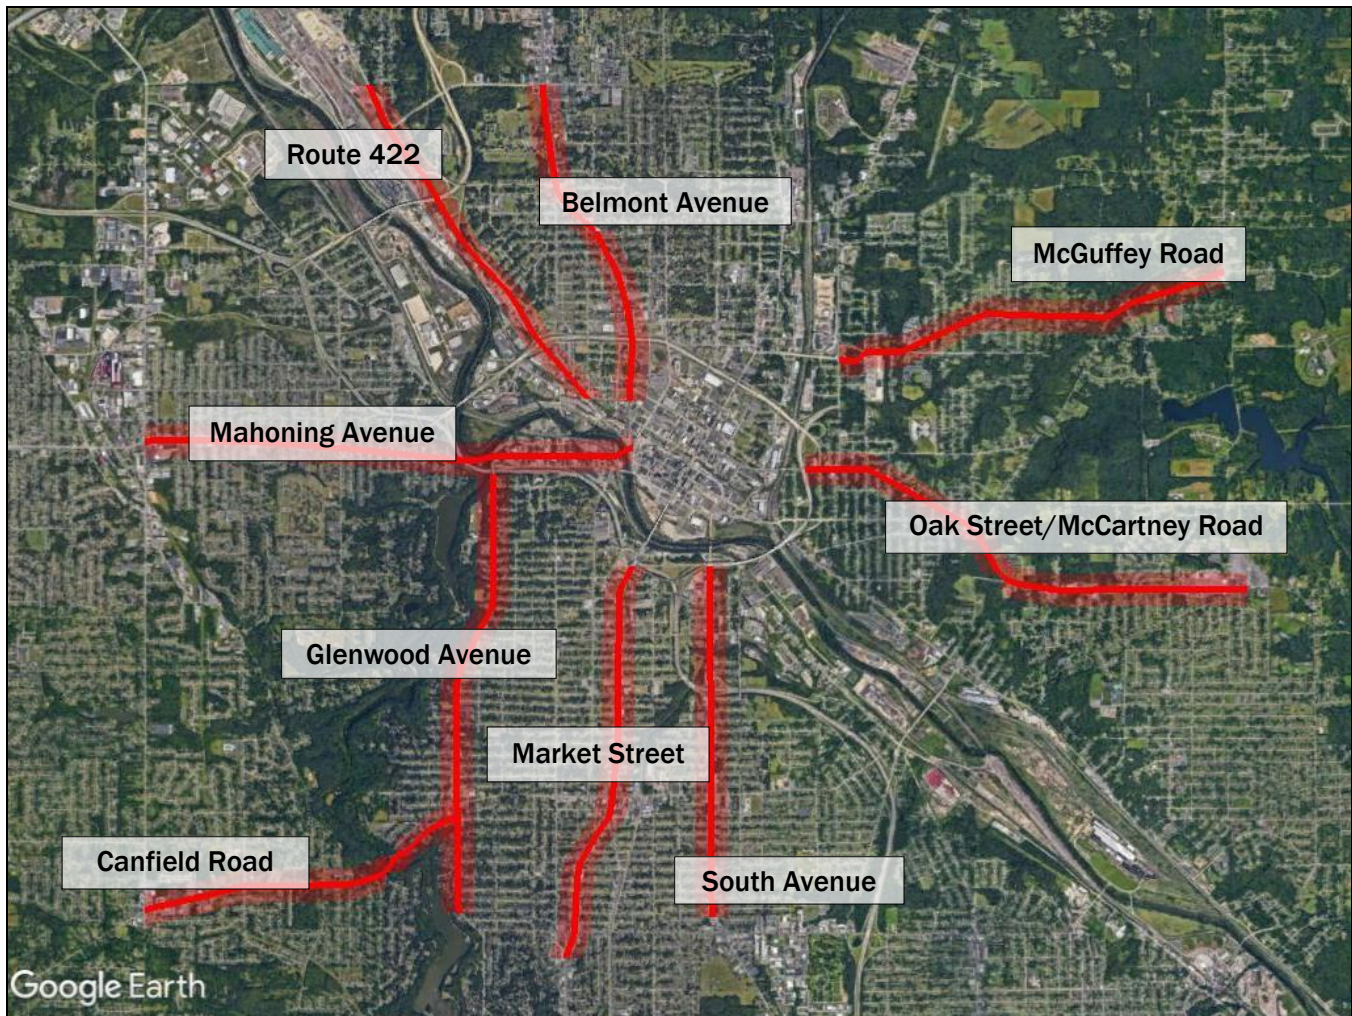 Route 422
Belmont Avenue
McGuffey Road
Mahoning Avenue
Oak Street/McCartney Road
Glenwood Avenue
Market Street
Canfield Road
South Avenue
Google Earth